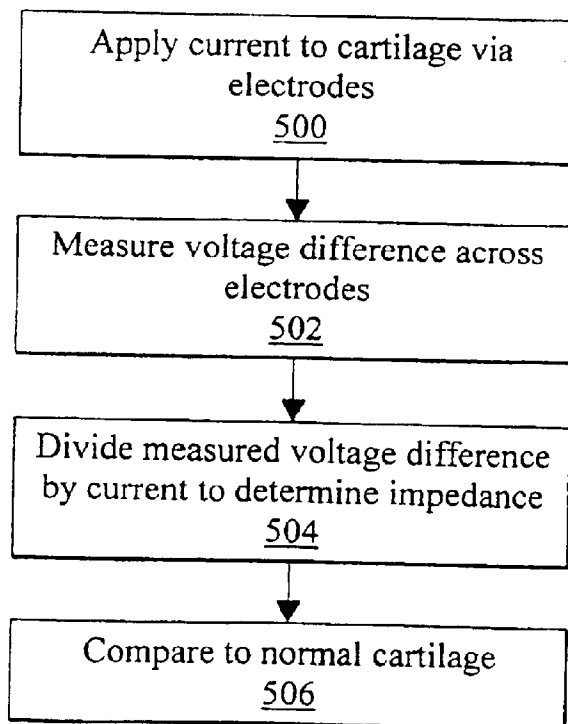 Apply current to cartilage via
electrodes
500
Measure voltage difference across
electrodes
502
Divide measured voltage difference
by current to determine impedance
504
Compare to normal cartilage
506